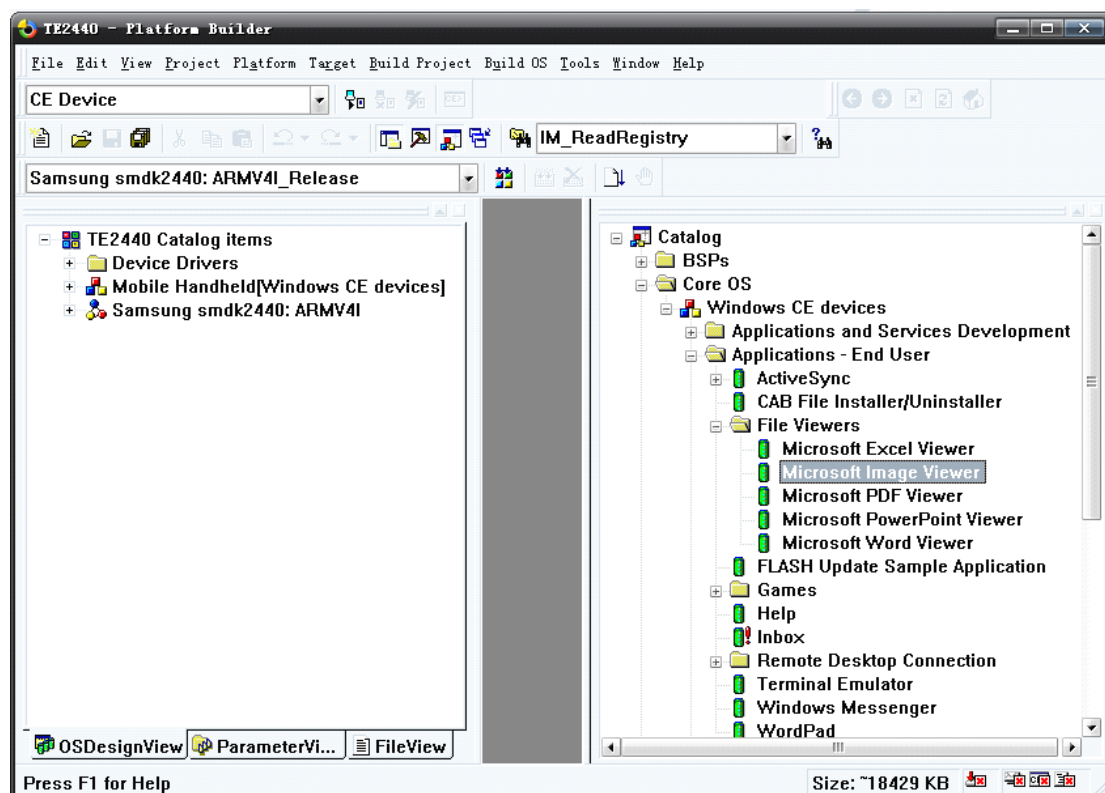 TE2440 - Platform Builder
File Edit View Project Platform Target Build Project Build OS Tools Window Help
CE Device
IM_ReadRegistry
Samsung smdk2440: ARMV4I_Release
TE2440 Catalog items
Device Drivers
Mobile Handheld[Windows CE devices]
Samsung smdk2440: ARMV4I
OSDesignView ParameterVi... FileView
Catalog
BSPs
Core OS
Windows CE devices
Applications and Services Development
Applications - End User
ActiveSync
CAB File Installer/Uninstaller
File Viewers
Microsoft Excel Viewer
Microsoft Image Viewer
Microsoft PDF Viewer
Microsoft PowerPoint Viewer
Microsoft Word Viewer
FLASH Update Sample Application
Games
Help
Inbox
Remote Desktop Connection
Terminal Emulator
Windows Messenger
WordPad
Press F1 for Help
Size: ~18429 KB